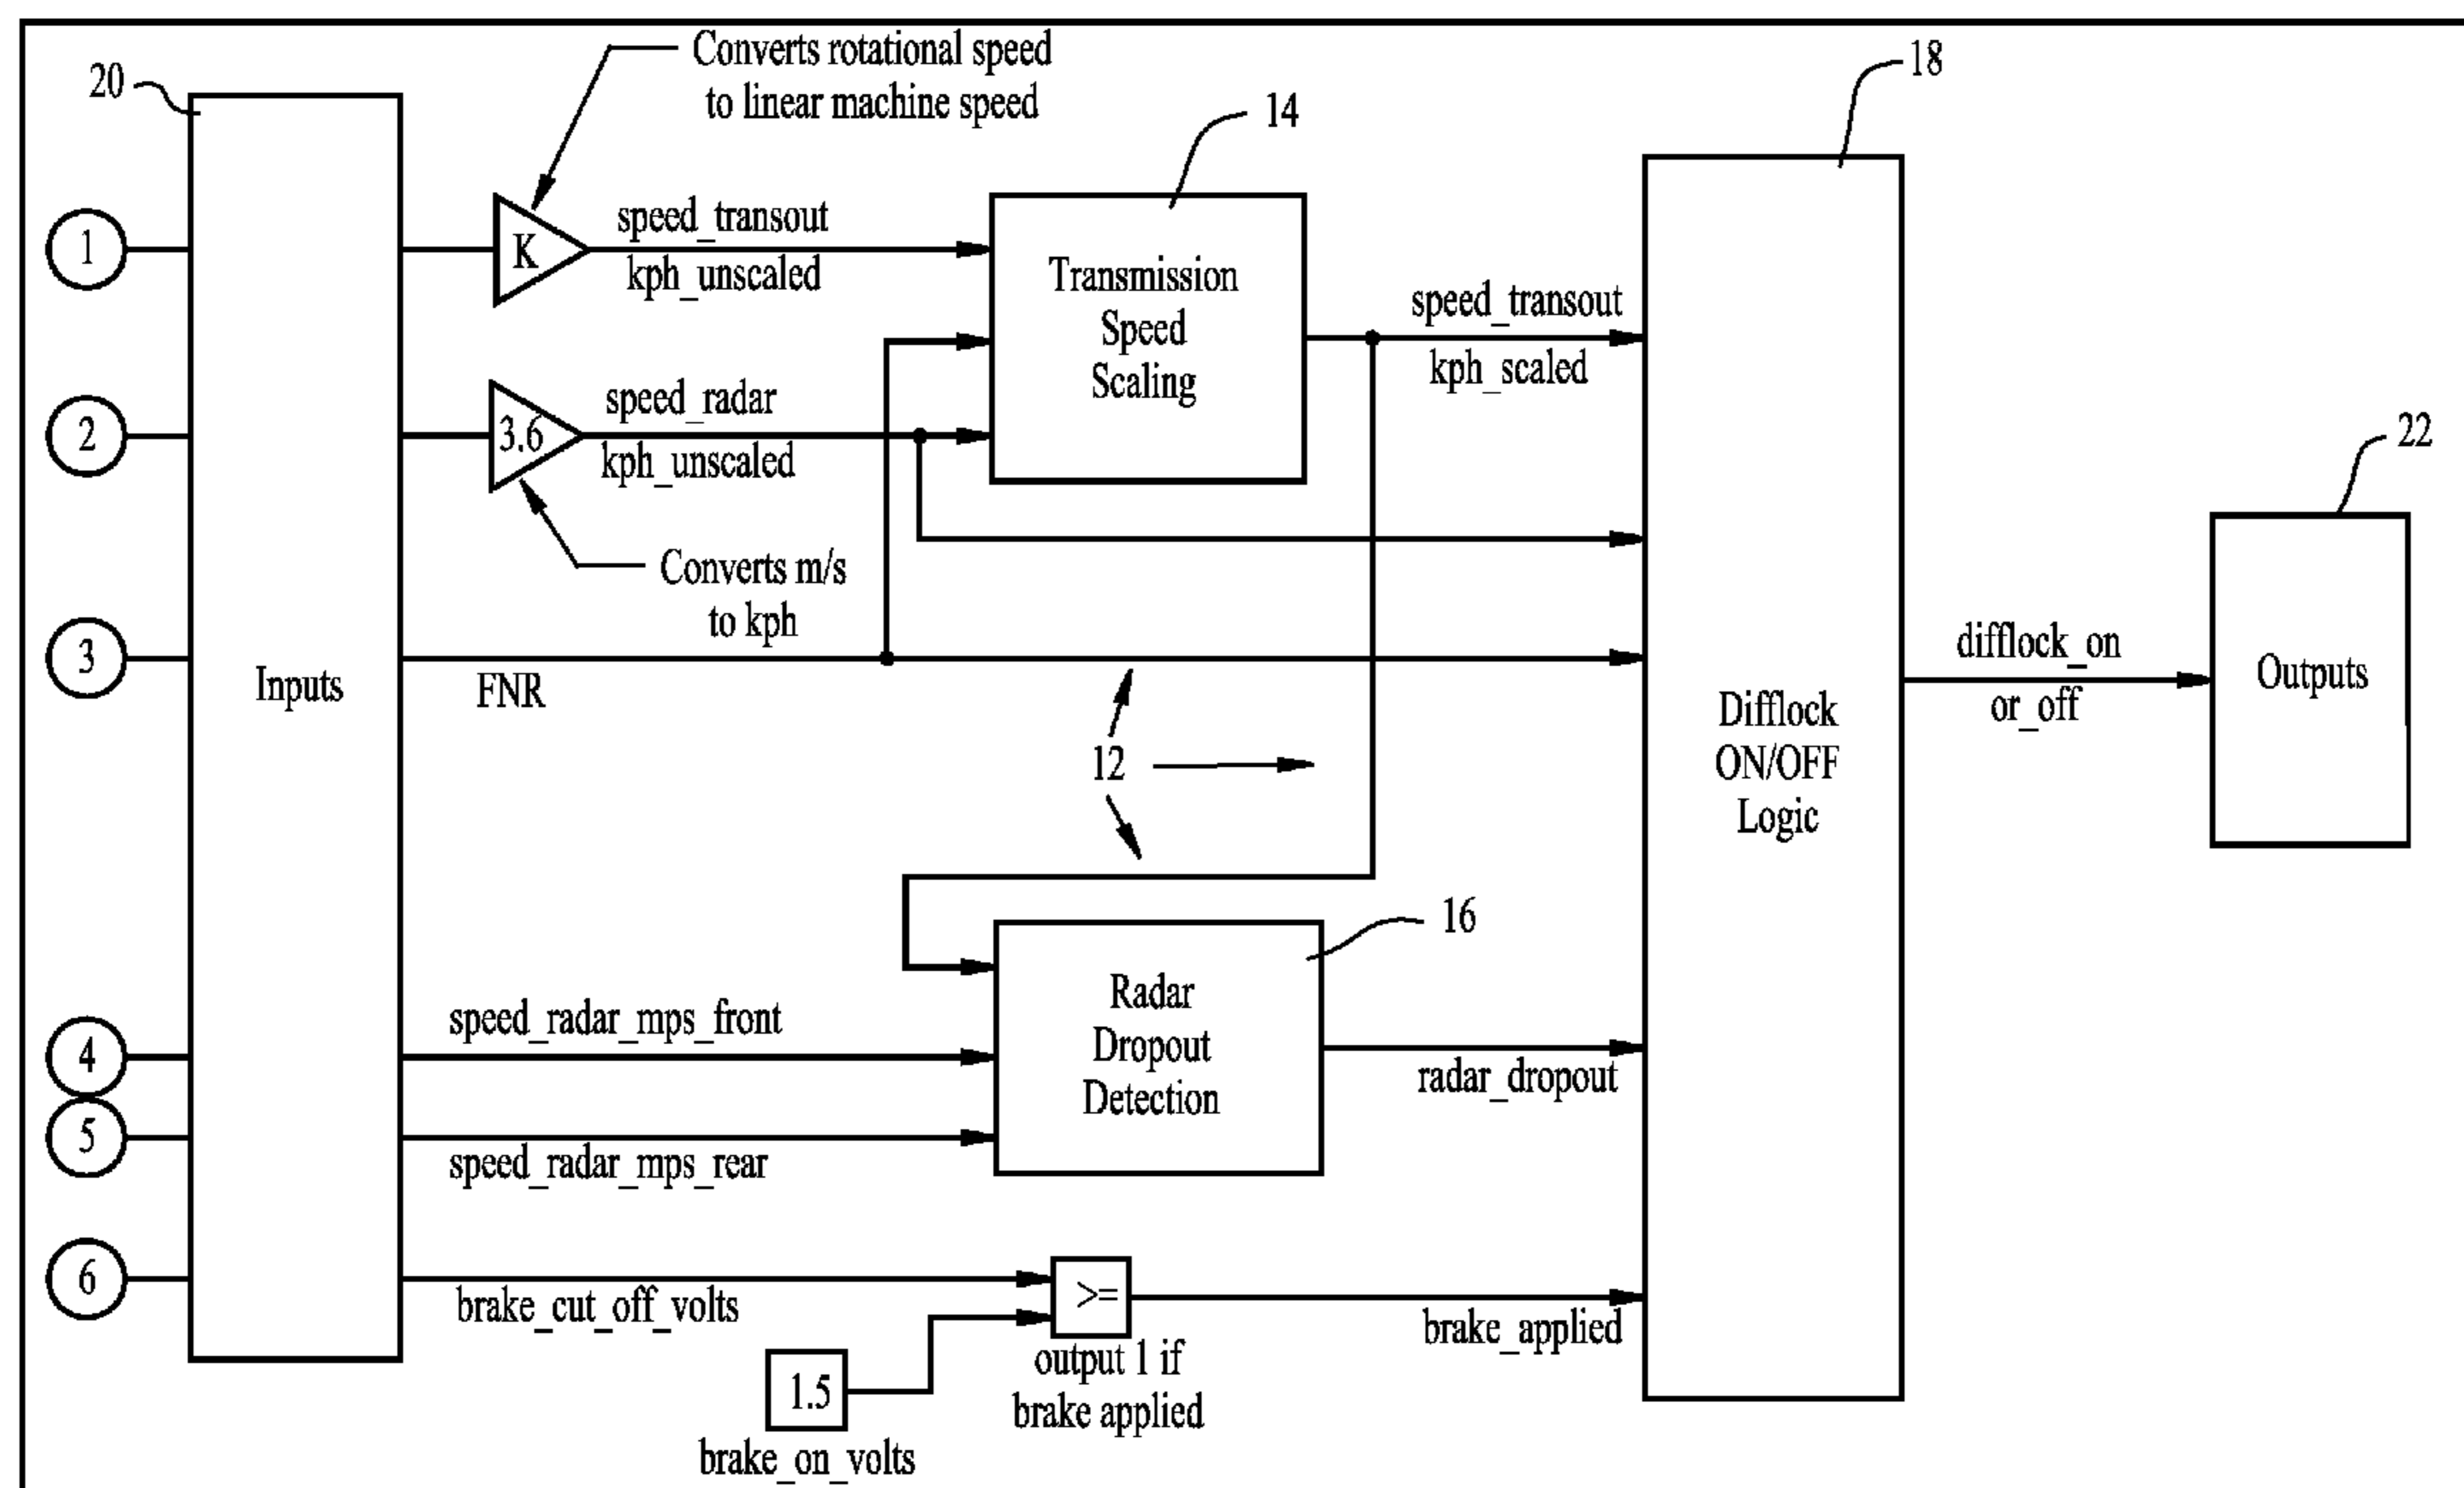 20
Converts rotational speed
to linear machine speed
14
18
1
K
speed_transout
kph_unscaled
Transmission
Speed
Scaling
speed_transout
kph_scaled
2
3.6
speed_radar
kph_unscaled
22
Converts m/s
to kph
3
Inputs
FNR
12
Difflock
ON/OFF
Logic
difflock_on
or_off
Outputs
16
4
speed_radar_mps_front
Radar
Dropout
Detection
radar_dropout
5
speed_radar_mps_rear
6
brake_cut_off_volts
>=
output 1 if
brake applied
brake_applied
1.5
brake_on_volts